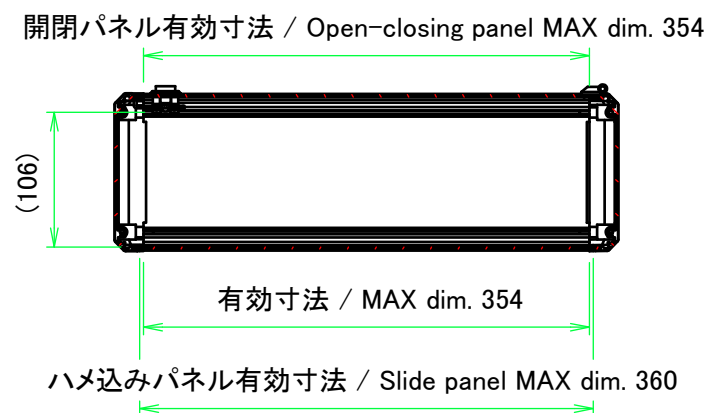 開閉パネル有効寸法 / Open-closing panel MAX dim. 354
(106)
有効寸法 / MAX dim. 354
ハメ込みパネル有効寸法 / Slide panel MAX dim. 360